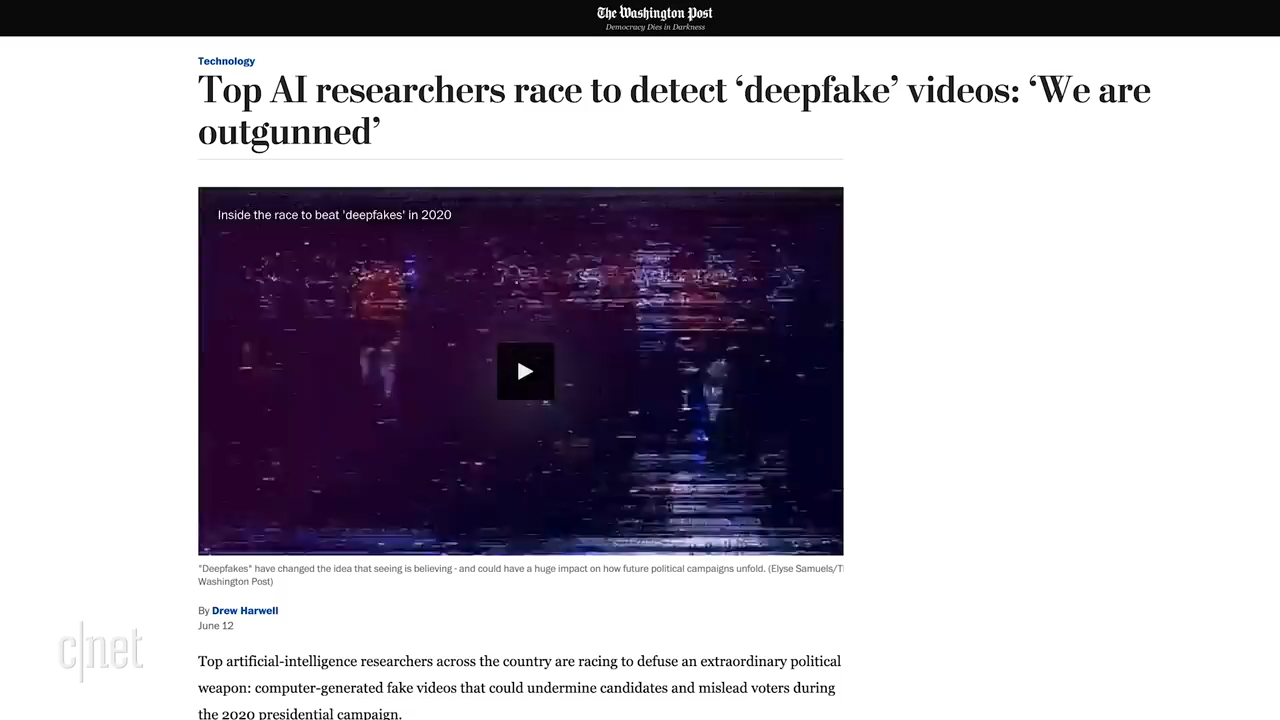 The Washington Post
Democracy Dies in Darkness
Technology
Top AI researchers race to detect ‘deepfake’ videos: ‘We are
outgunned’
Inside the race to beat 'deepfakes' in 2020
"Deepfakes" have changed the idea that seeing is believing - and could have a huge impact on how future political campaigns unfold. (Elyse Samuels/T
Washington Post)
By Drew Harwell
June 12
c|net
Top artificial-intelligence researchers across the country are racing to defuse an extraordinary political
weapon: computer-generated fake videos that could undermine candidates and mislead voters during
the 2020 presidential campaign.